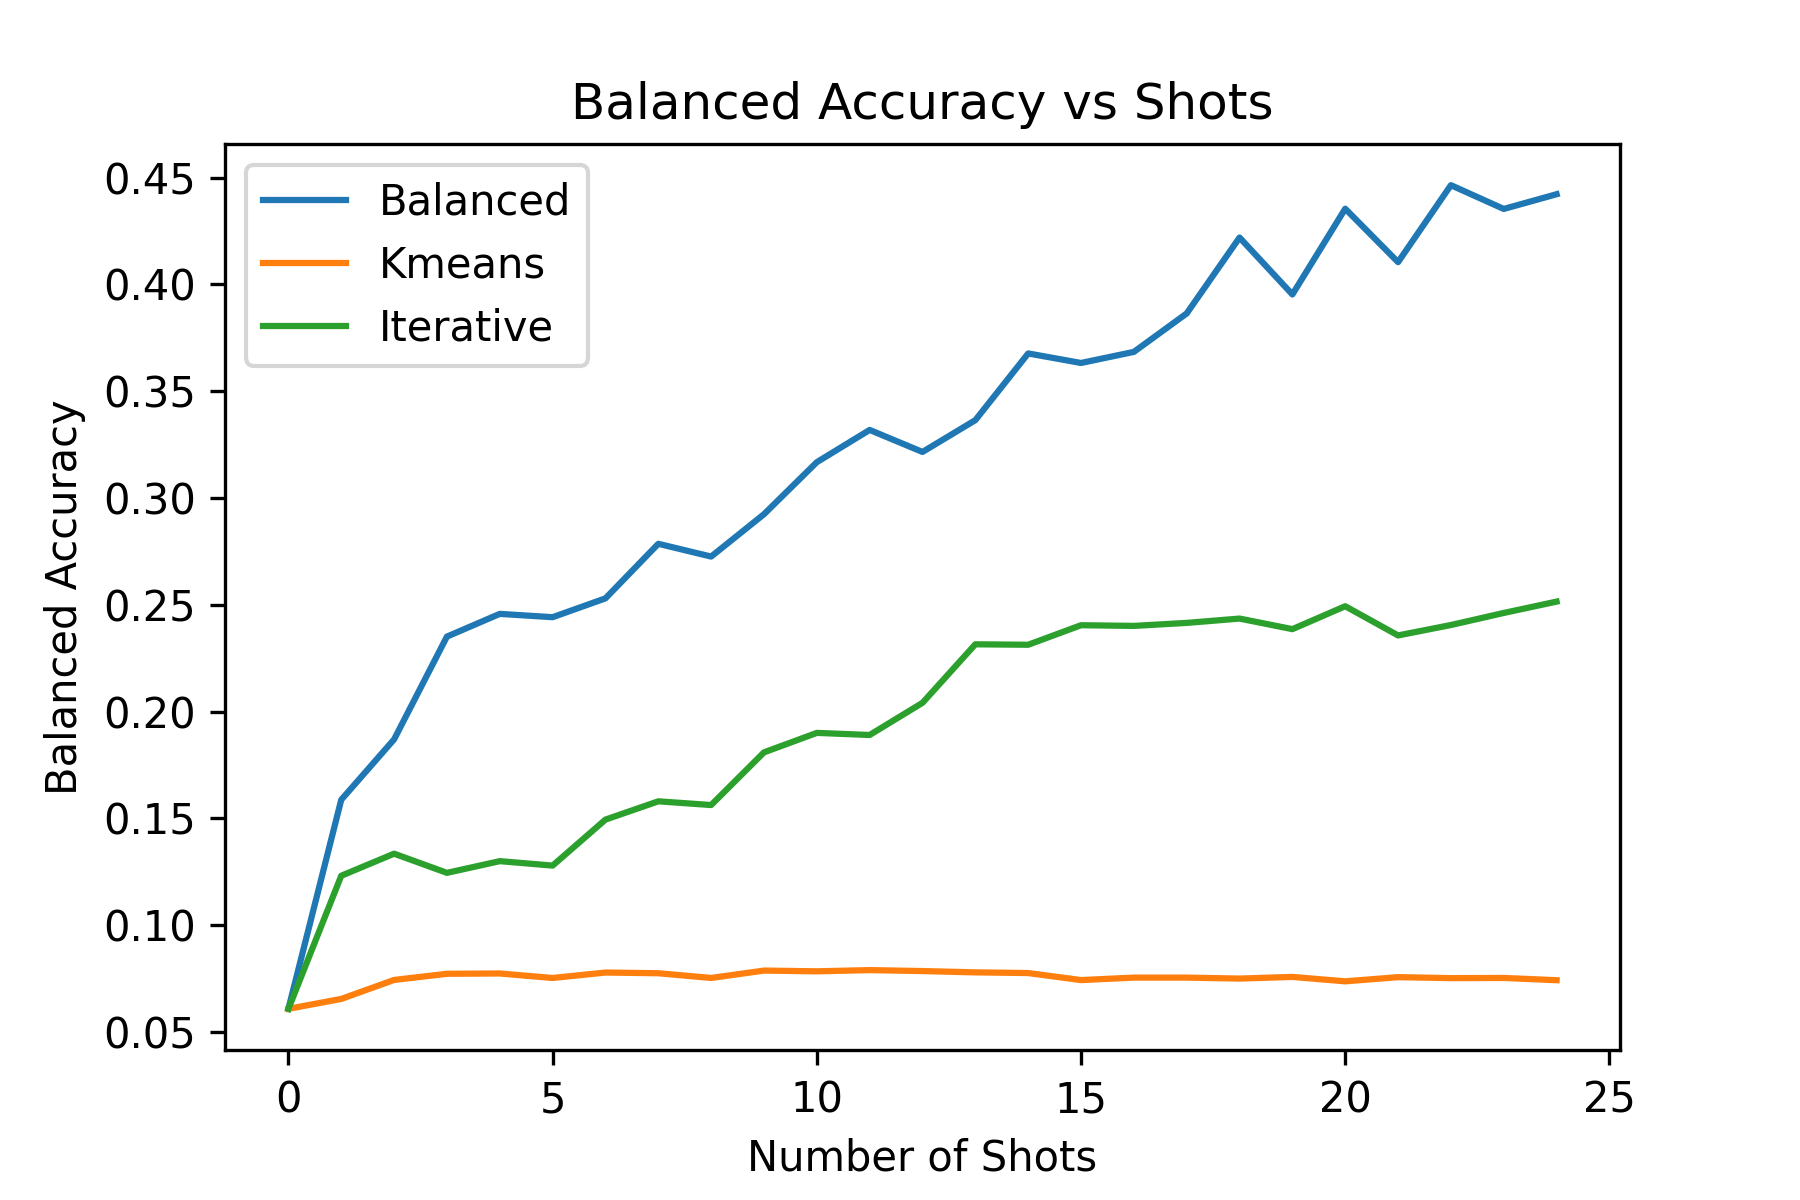 Balanced Accuracy vs Shots
Balanced
Kmeans
Iterative
Balanced Accuracy
0.45
0.40
0.35
0.30
0.25
0.20
0.15
0.10
0.05
0 5 10 15 20 25
Number of Shots